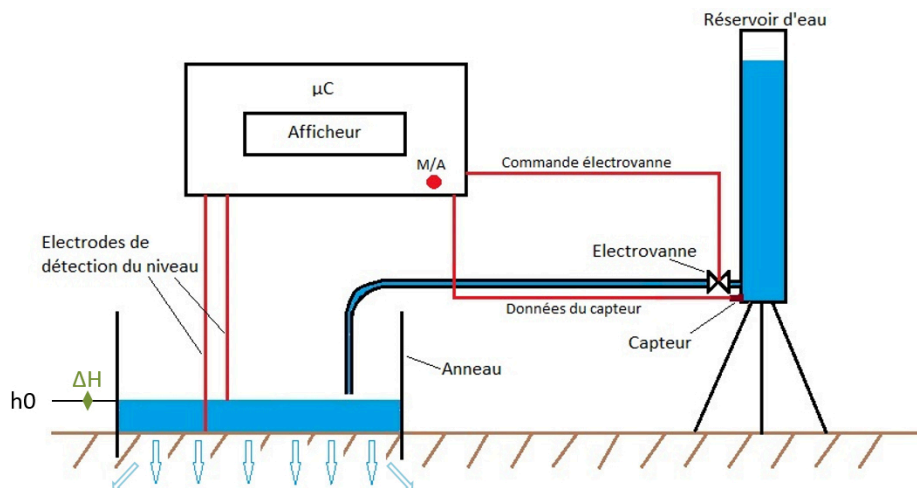 Réservoir d'eau
µC
Afficheur
M/A
Commande électrovanne
Electrodes de
détection du niveau
Electrovanne
Données du capteur
Capteur
Anneau
ΔH
h0